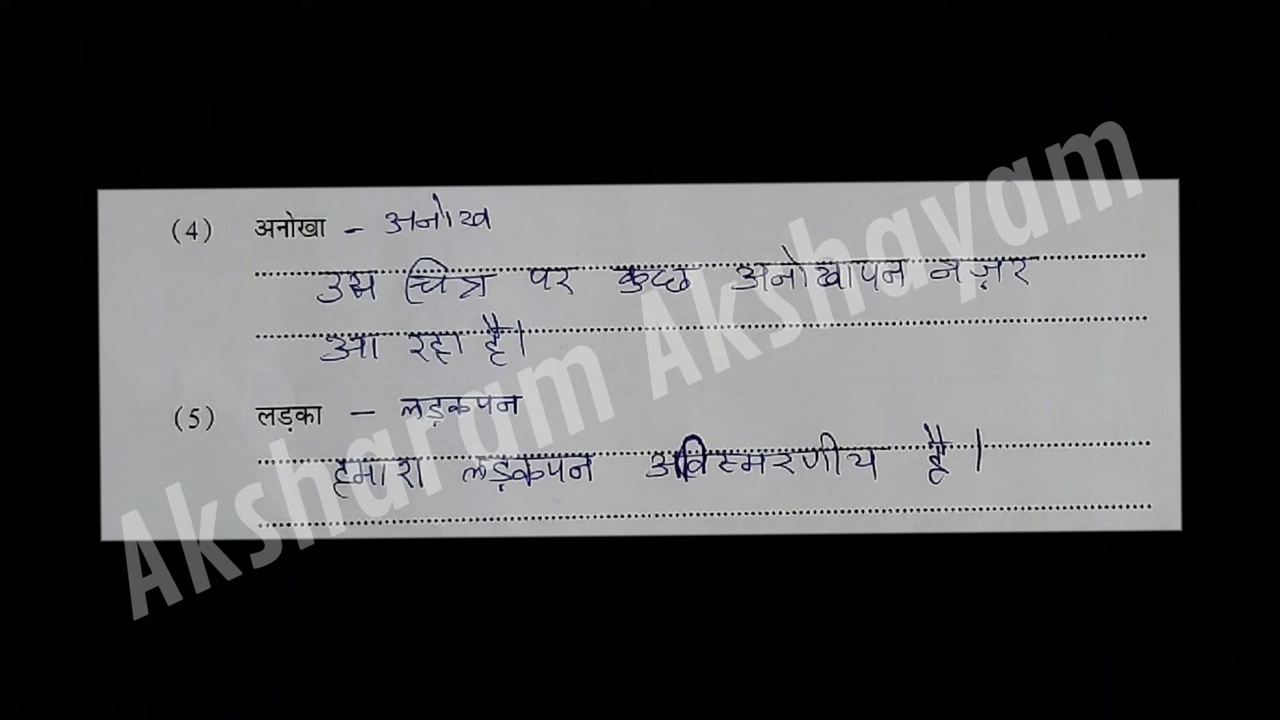 (4) अनोखा - अनोख
उस चित्र पर कुछ अनोखापन नज़र
आ रहा है।
(5) लड़का - लड़कपन
हमारा लड़कपन अविस्मरणीय है।
Aksharam Akshayam